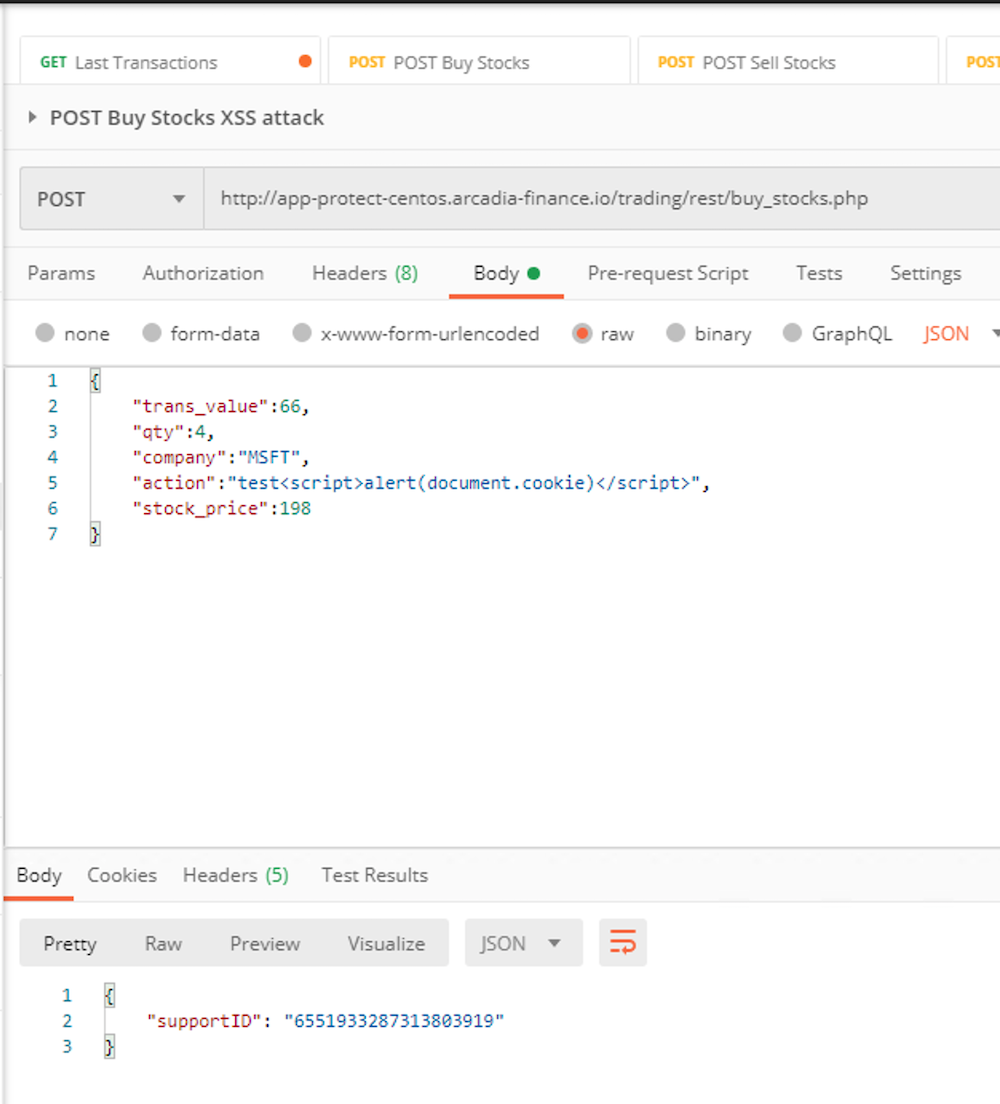 GET Last Transactions POST POST Buy Stocks POST POST Sell Stocks POST
POST Buy Stocks XSS attack
POST http://app-protect-centos.arcadia-finance.io/trading/rest/buy_stocks.php
Params Authorization Headers (8) Body Pre-request Script Tests Settings
none form-data x-www-form-urlencoded raw binary GraphQL JSON
1 {
2 "trans_value":66,
3 "qty":4,
4 "company":"MSFT",
5 "action":"test<script>alert(document.cookie)</script>",
6 "stock_price":198
7 }
Body Cookies Headers (5) Test Results
Pretty Raw Preview Visualize JSON
1 {
2 "supportID": "6551933287313803919"
3 }